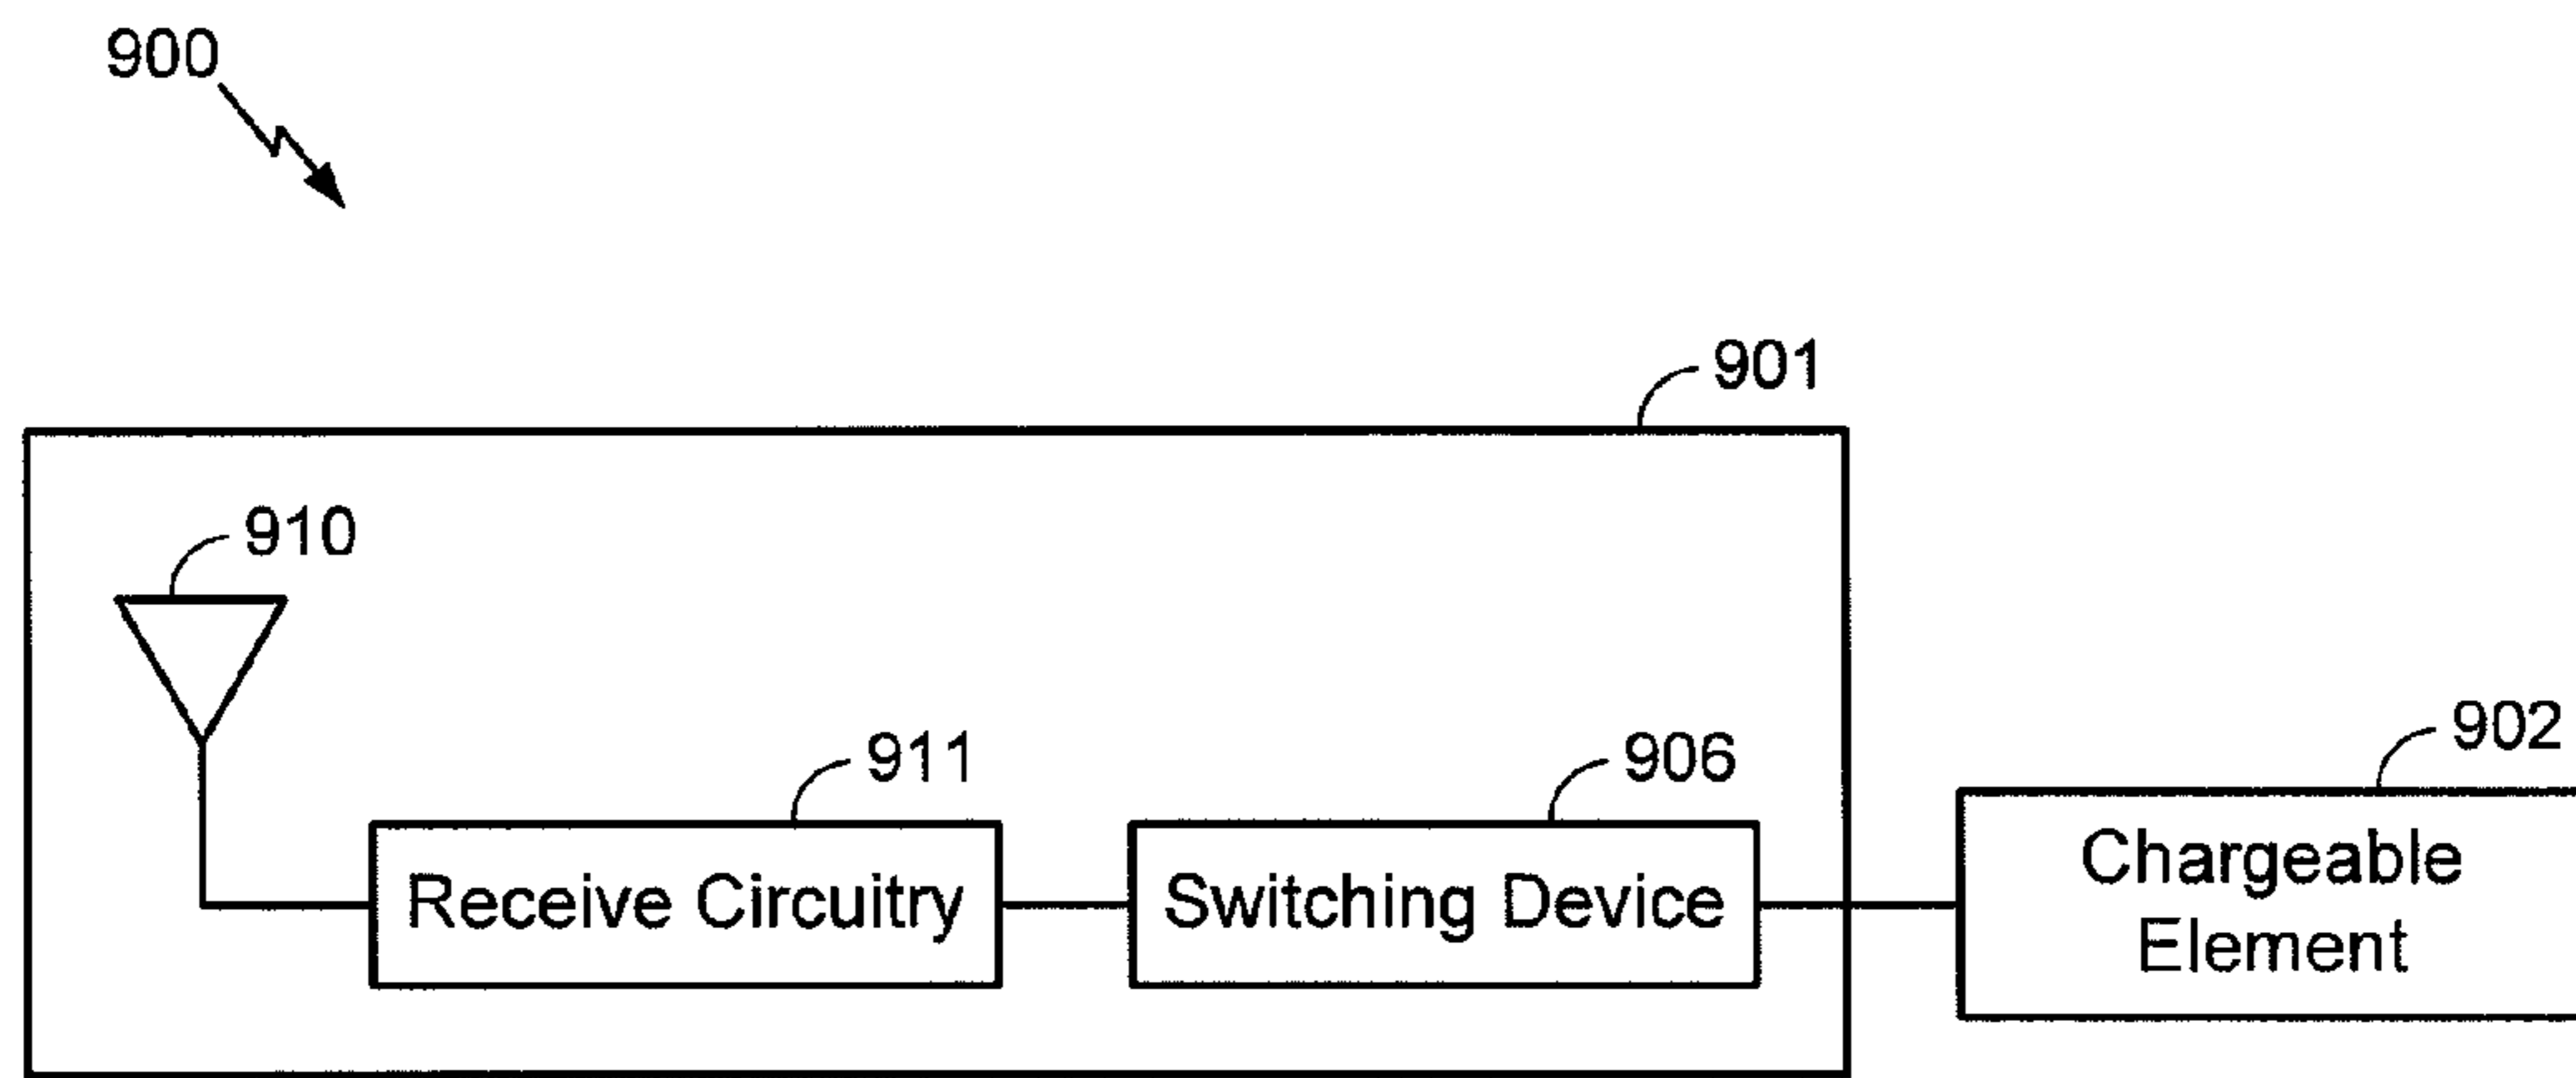 900
901
910
911
906
902
Receive Circuitry
Switching Device
Chargeable
Element